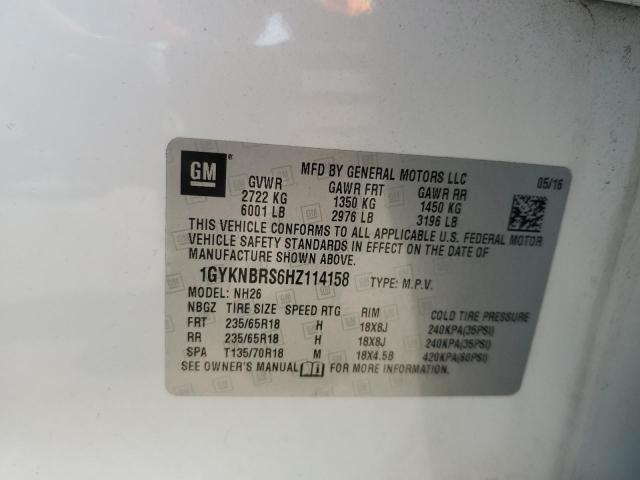 GM
MFD BY GENERAL MOTORS LLC 05/16
GVWR GAWR FRT GAWR RR
2722 KG 1350 KG 1450 KG
6001 LB 2976 LB 3196 LB
THIS VEHICLE CONFORMS TO ALL APPLICABLE U.S. FEDERAL MOTOR
VEHICLE SAFETY STANDARDS IN EFFECT ON THE DATE OF
MANUFACTURE SHOWN ABOVE.
1GYKNBRS6HZ114158 TYPE: M.P.V.
MODEL: NH26
NBGZ TIRE SIZE SPEED RTG RIM COLD TIRE PRESSURE
FRT 235/65R18 H 18X8J 240KPA(35PSI)
RR 235/65R18 H 18X8J 240KPA(35PSI)
SPA T135/70R18 M 18X4.5B 420KPA(60PSI)
SEE OWNER'S MANUAL FOR MORE INFORMATION.